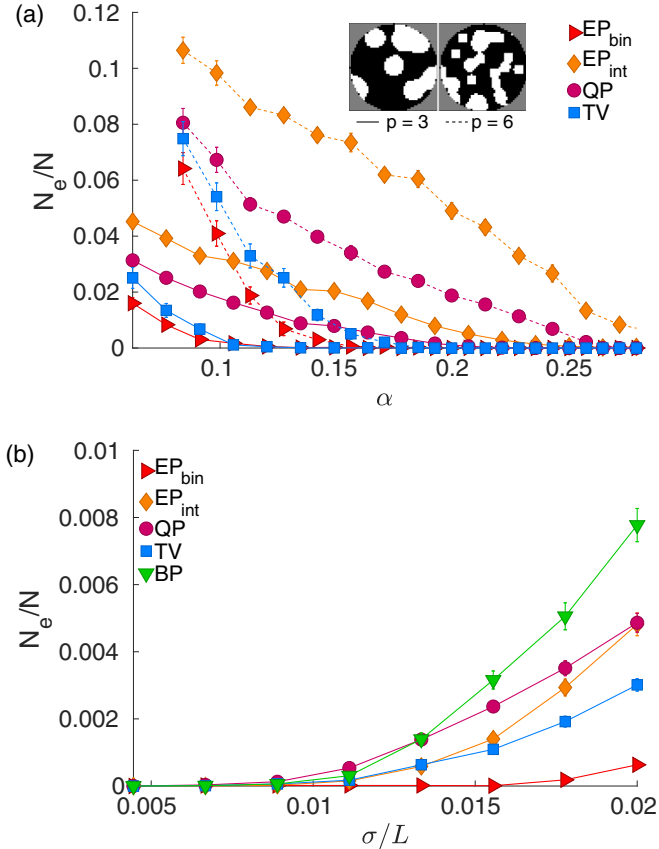 (a)
0.12
0.1
0.08
0.06
0.04
0.02
0
N_e/N
0.1
0.15
0.20
0.25
α
p = 3
p = 6
EP_bin
EP_int
QP
TV
(b)
0.01
0.008
0.006
0.004
0.002
0
N_e/N
EP_bin
EP_int
QP
TV
BP
0.005
0.01
0.015
0.02
σ/L